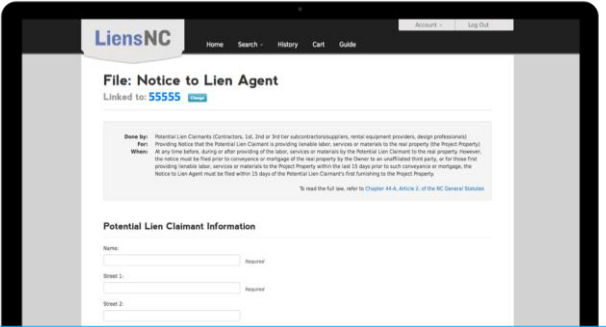 Account
Log Out
LiensNC
Home
Search
History
Cart
Guide
File: Notice to Lien Agent
Linked to: 55555
Change
Done by: Potential Lien Claimants (Contractors, 1st, 2nd or 3rd tier subcontractors/suppliers, rental equipment providers, design professionals)
For: Providing Notice that the Potential Lien Claimant is providing lienable labor, services or materials to the real property (the Project Property)
When: At any time before, during or after providing of the labor, services or materials by the Potential Lien Claimant to the real property. However,
the notice must be filed prior to conveyance or mortgage of the real property by the Owner to an unaffiliated third party, or for those first
providing lienable labor, services or materials to the Project Property within the last 15 days prior to such conveyance or mortgage, the
Notice to Lien Agent must be filed within 15 days of the Potential Lien Claimant's first furnishing to the Project Property.
To read the full law, refer to Chapter 44-A, Article 2, of the NC General Statutes
Potential Lien Claimant Information
Name:
Required
Street 1:
Required
Street 2: